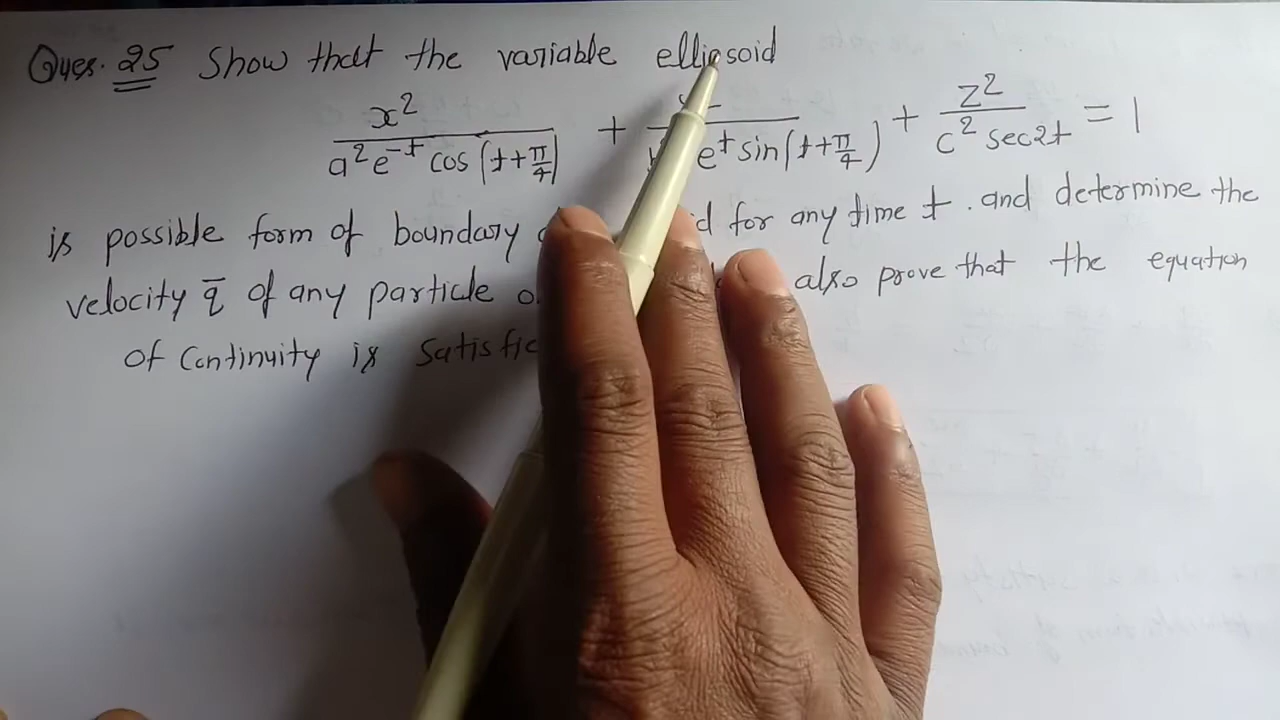 Ques. 25 Show that the variable ellipsoid
x² / a²e⁻ᵗ cos(t+π/4) + / eᵗ sin(t+π/4) + z² / c² sec2t = 1
is possible form of boundary for any time t . and determine the
velocity q̄ of any particle also prove that the equation
of Continuity is